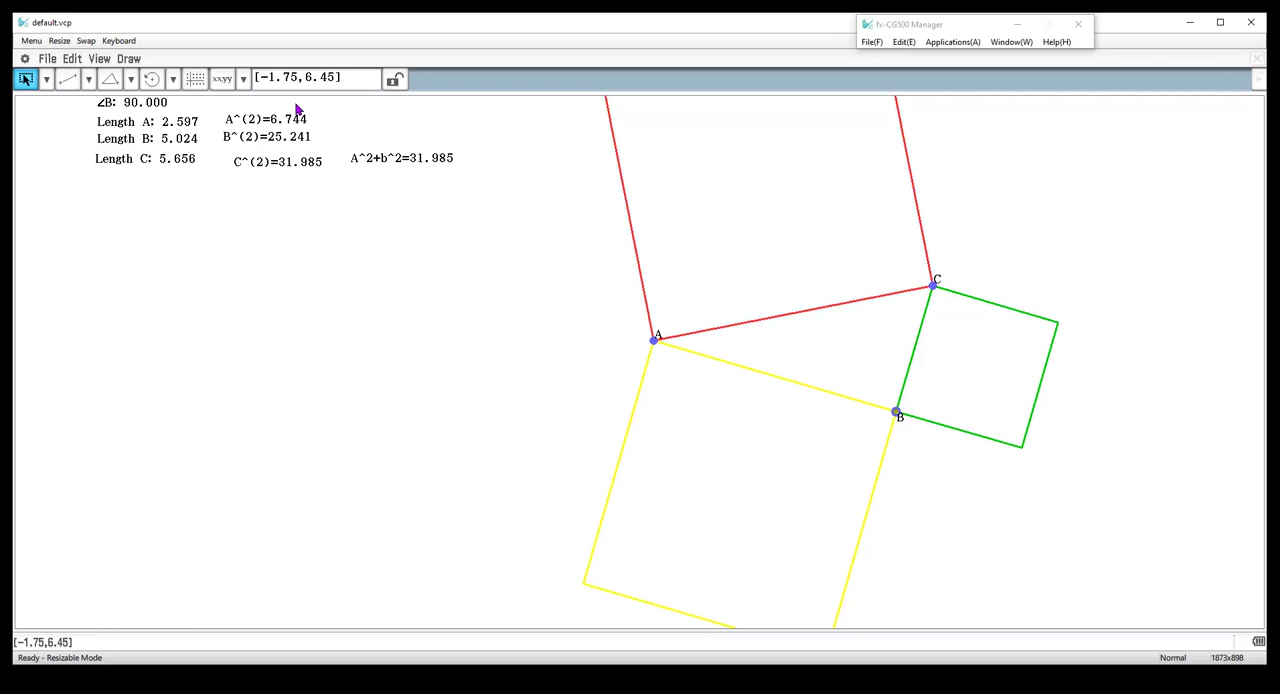 default.vcp
fx-CG500 Manager
File(F) Edit(E) Applications(A) Window(W) Help(H)
Menu Resize Swap Keyboard
File Edit View Draw
xx,yy [-1.75,6.45]
∠B: 90.000
Length A: 2.597 A^(2)=6.744
Length B: 5.024 B^(2)=25.241
Length C: 5.656 C^(2)=31.985 A^2+b^2=31.985
C
A
B
[-1.75,6.45]
Ready - Resizable Mode Normal 1873x898